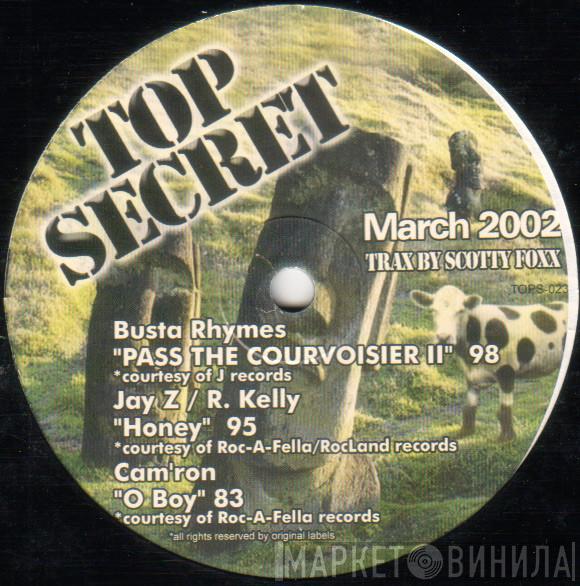 TOP
SECRET
March 2002
TRAX BY SCOTTY FOXX
TOPS-023
Busta Rhymes
"PASS THE COURVOISIER II" 98
*courtesy of J records
Jay Z / R. Kelly
"Honey" 95
*courtesy of Roc-A-Fella/RocLand records
Cam'ron
"O Boy" 83
*courtesy of Roc-A-Fella records
*all rights reserved by original labels
МАРКЕТ ВИНИЛА